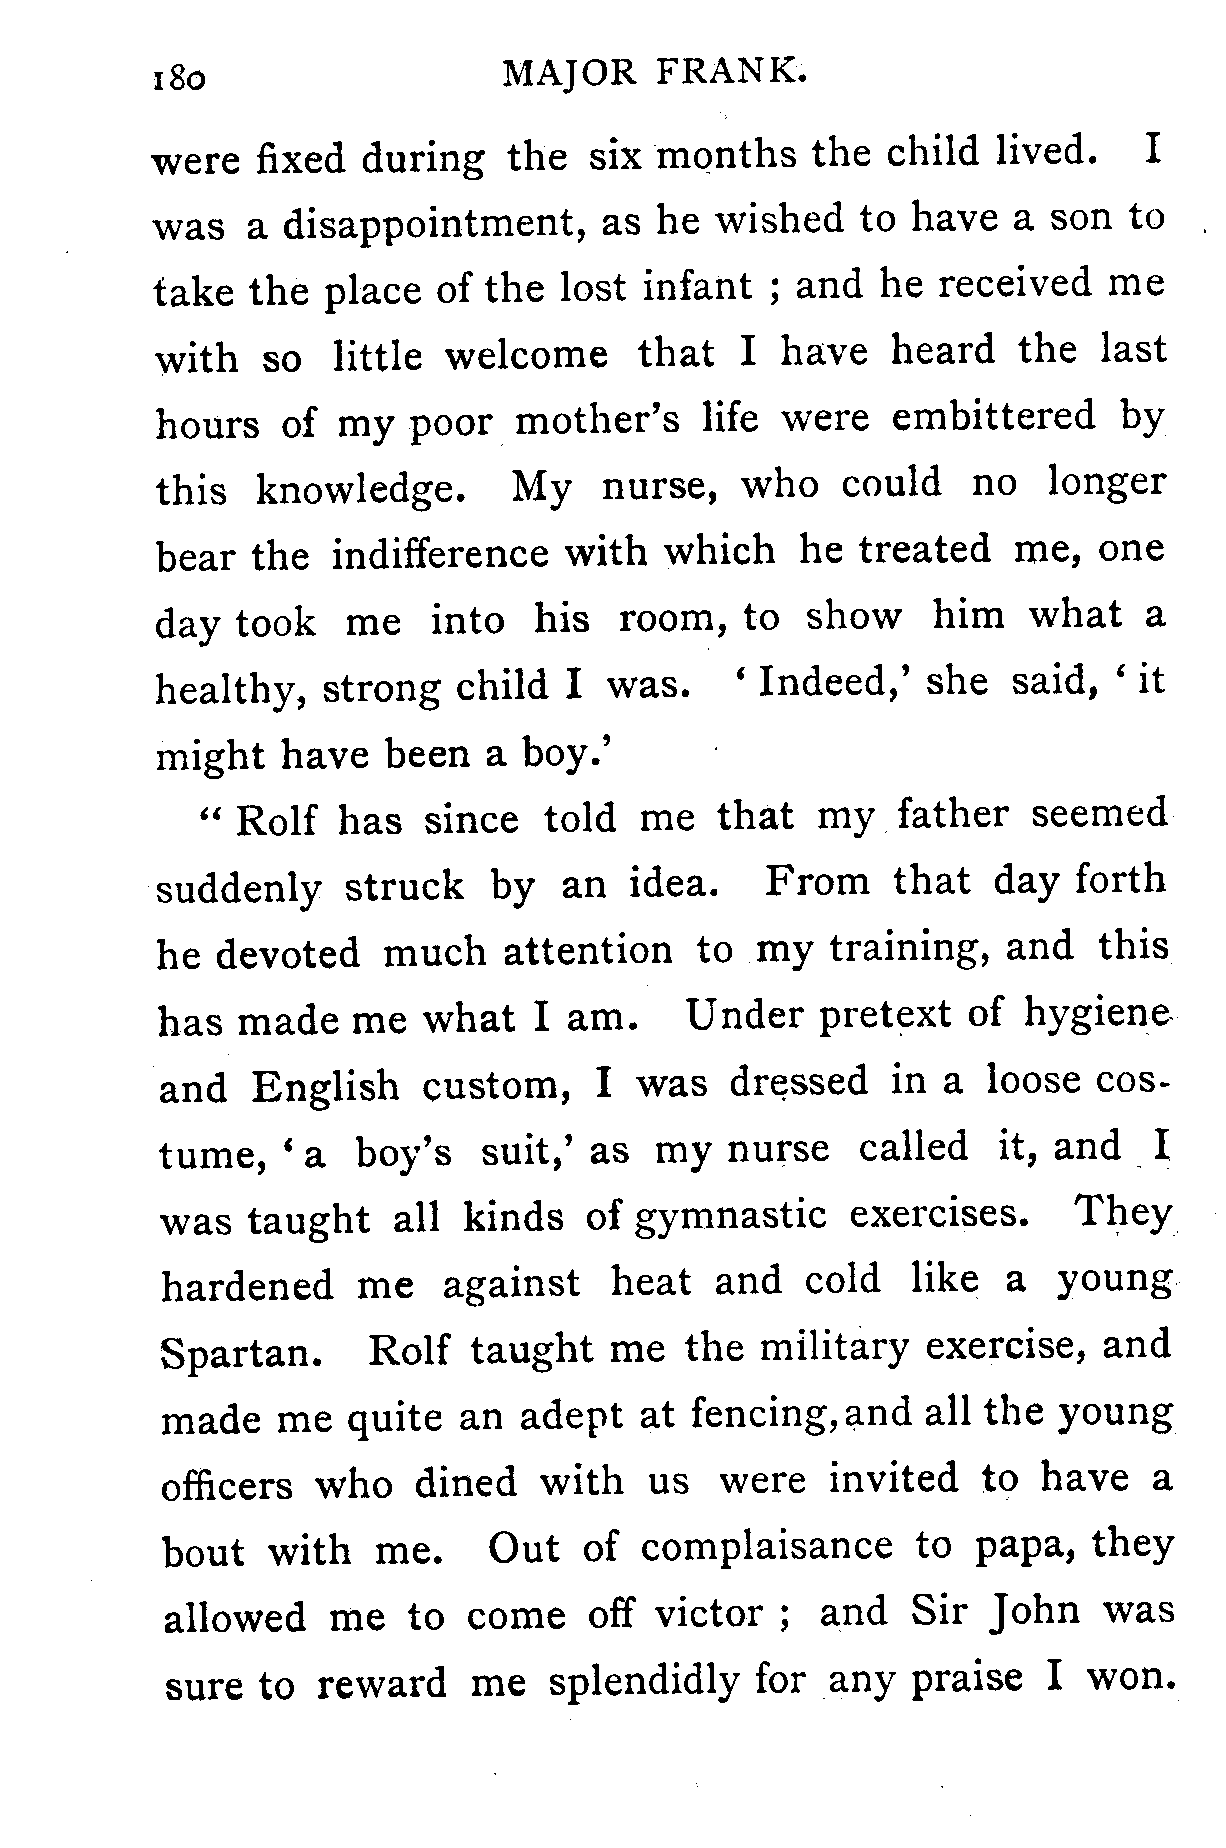 180 MAJOR FRANK.
were fixed during the six months the child lived. I
was a disappointment, as he wished to have a son to
take the place of the lost infant ; and he received me
with so little welcome that I have heard the last
hours of my poor mother's life were embittered by
this knowledge. My nurse, who could no longer
bear the indifference with which he treated me, one
day took me into his room, to show him what a
healthy, strong child I was. ‘ Indeed,’ she said, ‘ it
might have been a boy.’
“ Rolf has since told me that my father seemed
suddenly struck by an idea. From that day forth
he devoted much attention to my training, and this
has made me what I am. Under pretext of hygiene
and English custom, I was dressed in a loose cos-
tume, ‘ a boy's suit,’ as my nurse called it, and I
was taught all kinds of gymnastic exercises. They
hardened me against heat and cold like a young
Spartan. Rolf taught me the military exercise, and
made me quite an adept at fencing, and all the young
officers who dined with us were invited to have a
bout with me. Out of complaisance to papa, they
allowed me to come off victor ; and Sir John was
sure to reward me splendidly for any praise I won.